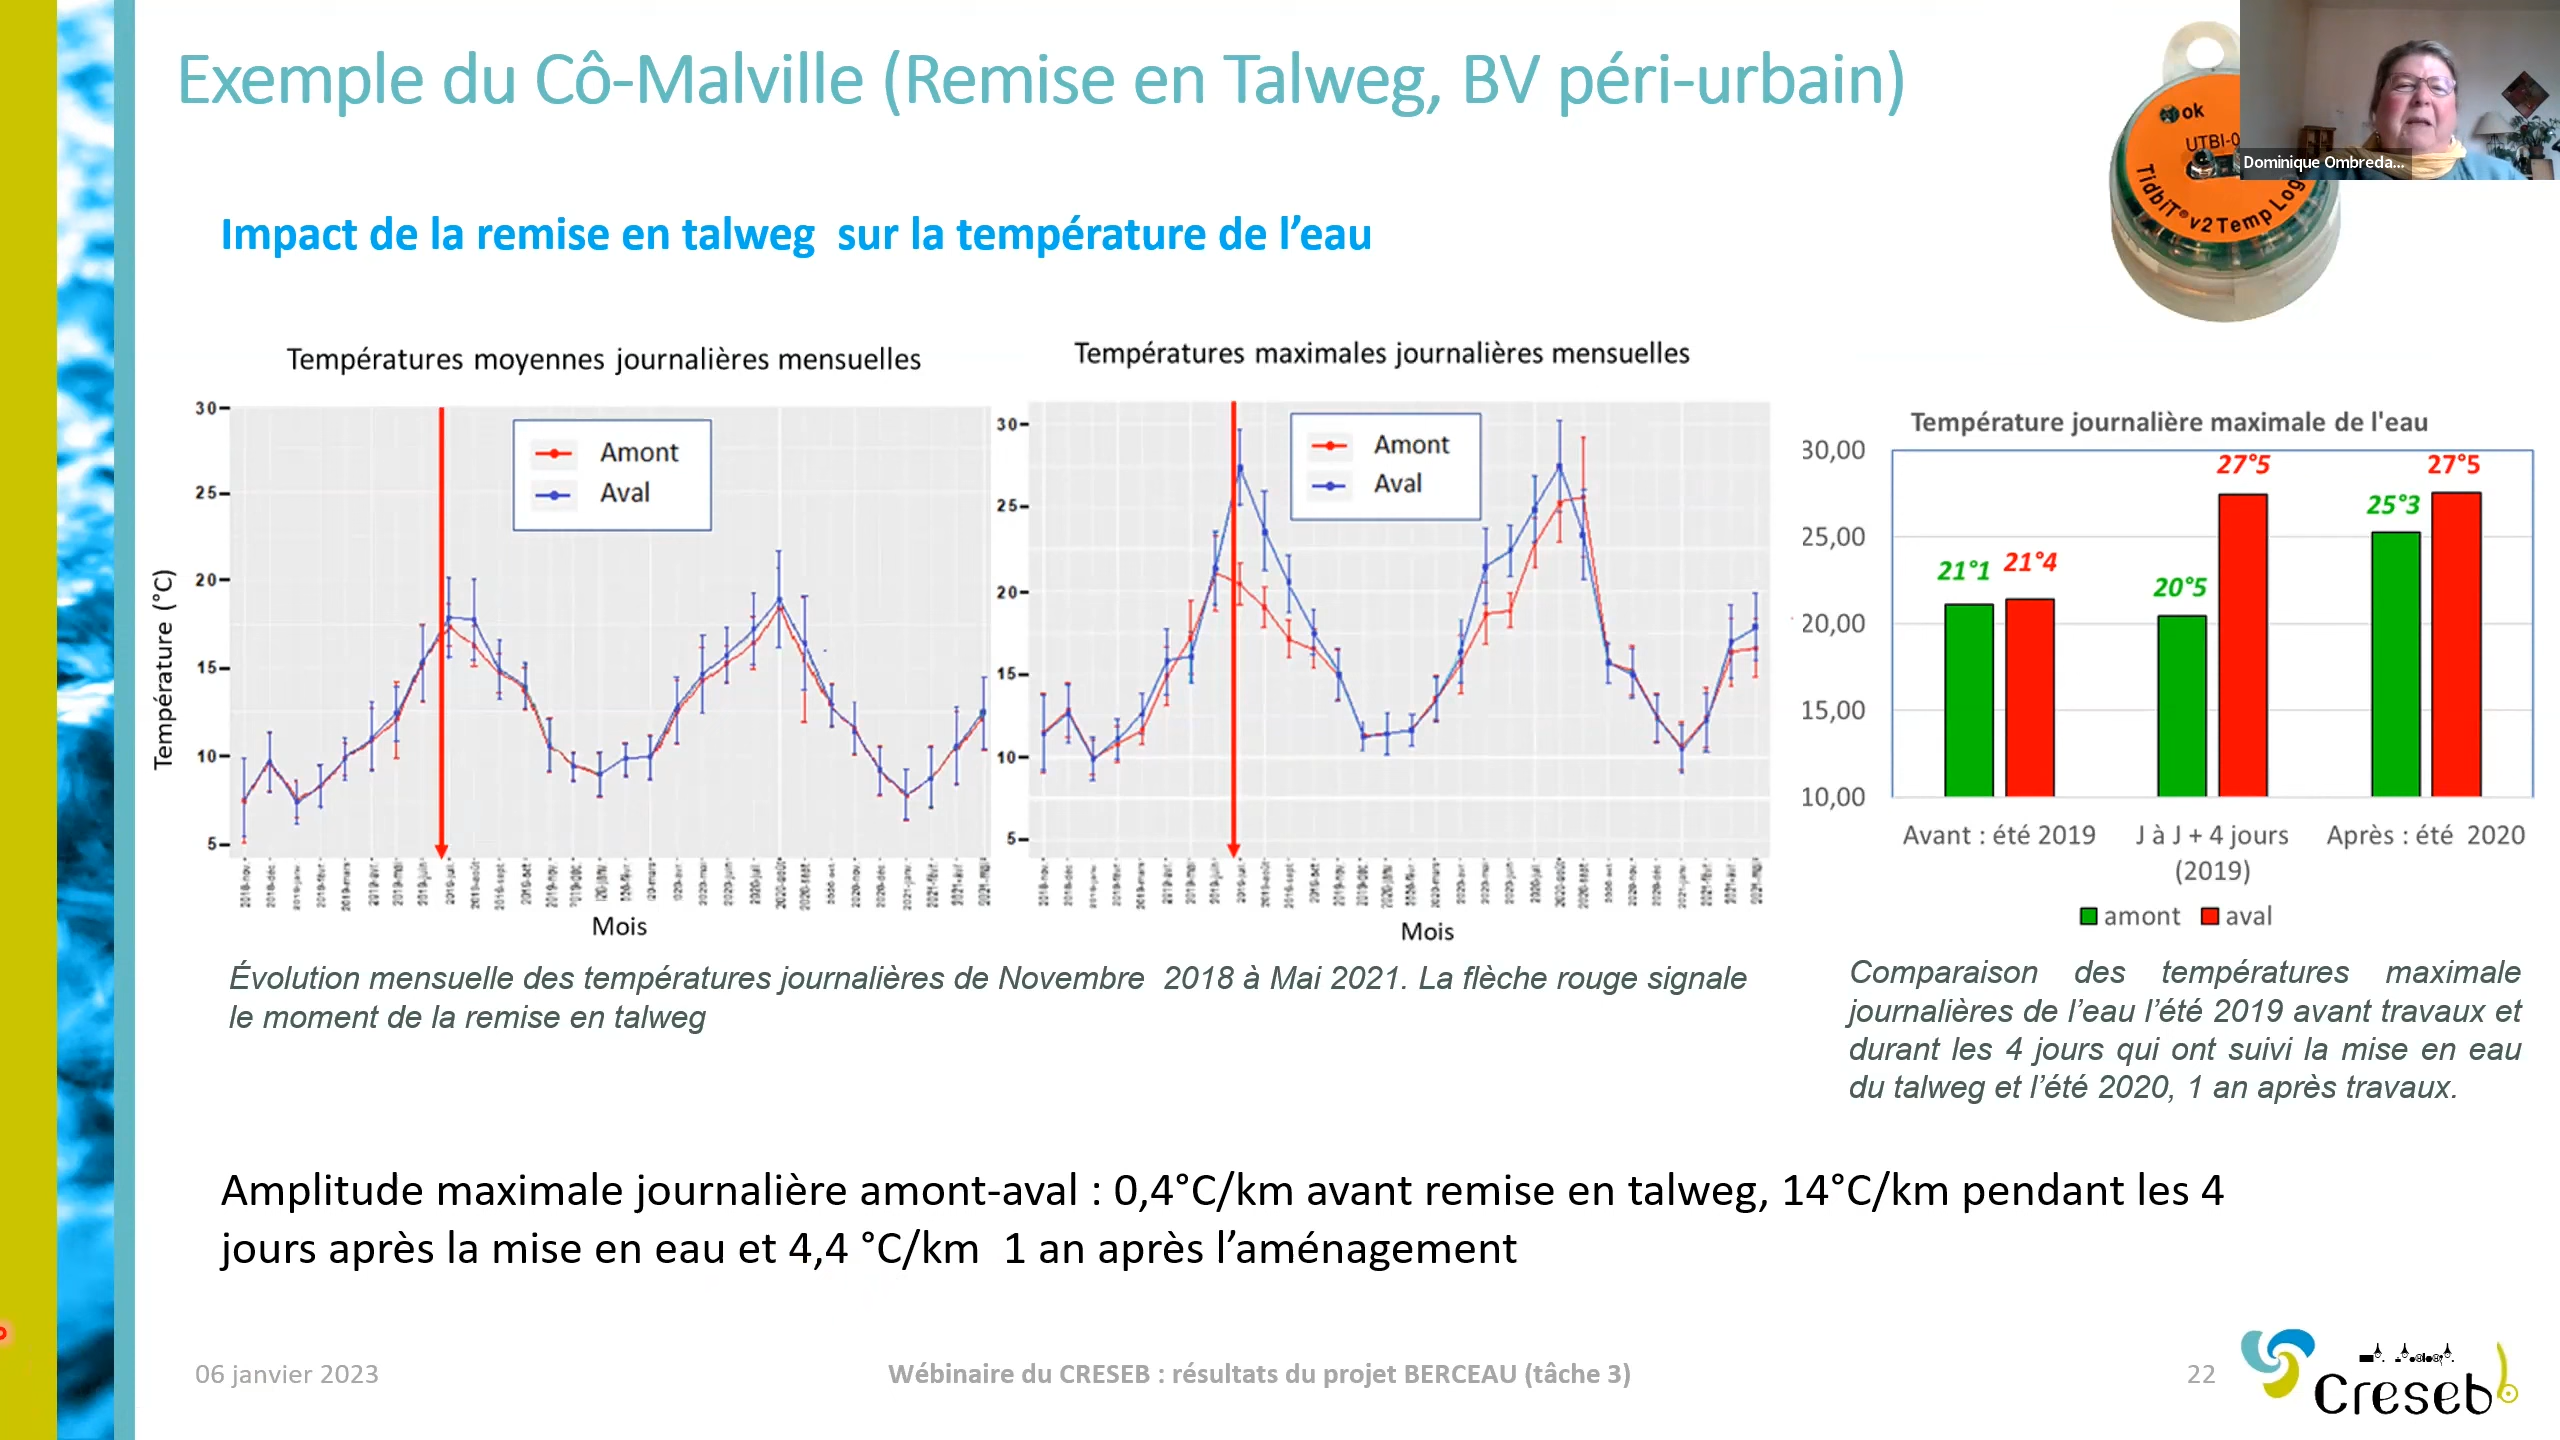 Exemple du Cô-Malville (Remise en Talweg, BV péri-urbain)
ok
UTBI-0
TidbiT® v2 Temp Log
Dominique Ombreda...
Impact de la remise en talweg  sur la température de l’eau
Températures moyennes journalières mensuelles
Température (°C)
30
25
20
15
10
5
Amont
Aval
Mois
Températures maximales journalières mensuelles
30
25
20
15
10
5
Amont
Aval
Mois
Température journalière maximale de l'eau
30,00
25,00
20,00
15,00
10,00
21°1
21°4
20°5
27°5
25°3
27°5
Avant : été 2019
J à J + 4 jours
(2019)
Après : été  2020
amont
aval
Évolution mensuelle des températures journalières de Novembre  2018 à Mai 2021. La flèche rouge signale
le moment de la remise en talweg
Comparaison des températures maximale
journalières de l’eau l’été 2019 avant travaux et
durant les 4 jours qui ont suivi la mise en eau
du talweg et l’été 2020, 1 an après travaux.
Amplitude maximale journalière amont-aval : 0,4°C/km avant remise en talweg, 14°C/km pendant les 4
jours après la mise en eau et 4,4 °C/km  1 an après l’aménagement
06 janvier 2023
Wébinaire du CRESEB : résultats du projet BERCEAU (tâche 3)
22
Creseb